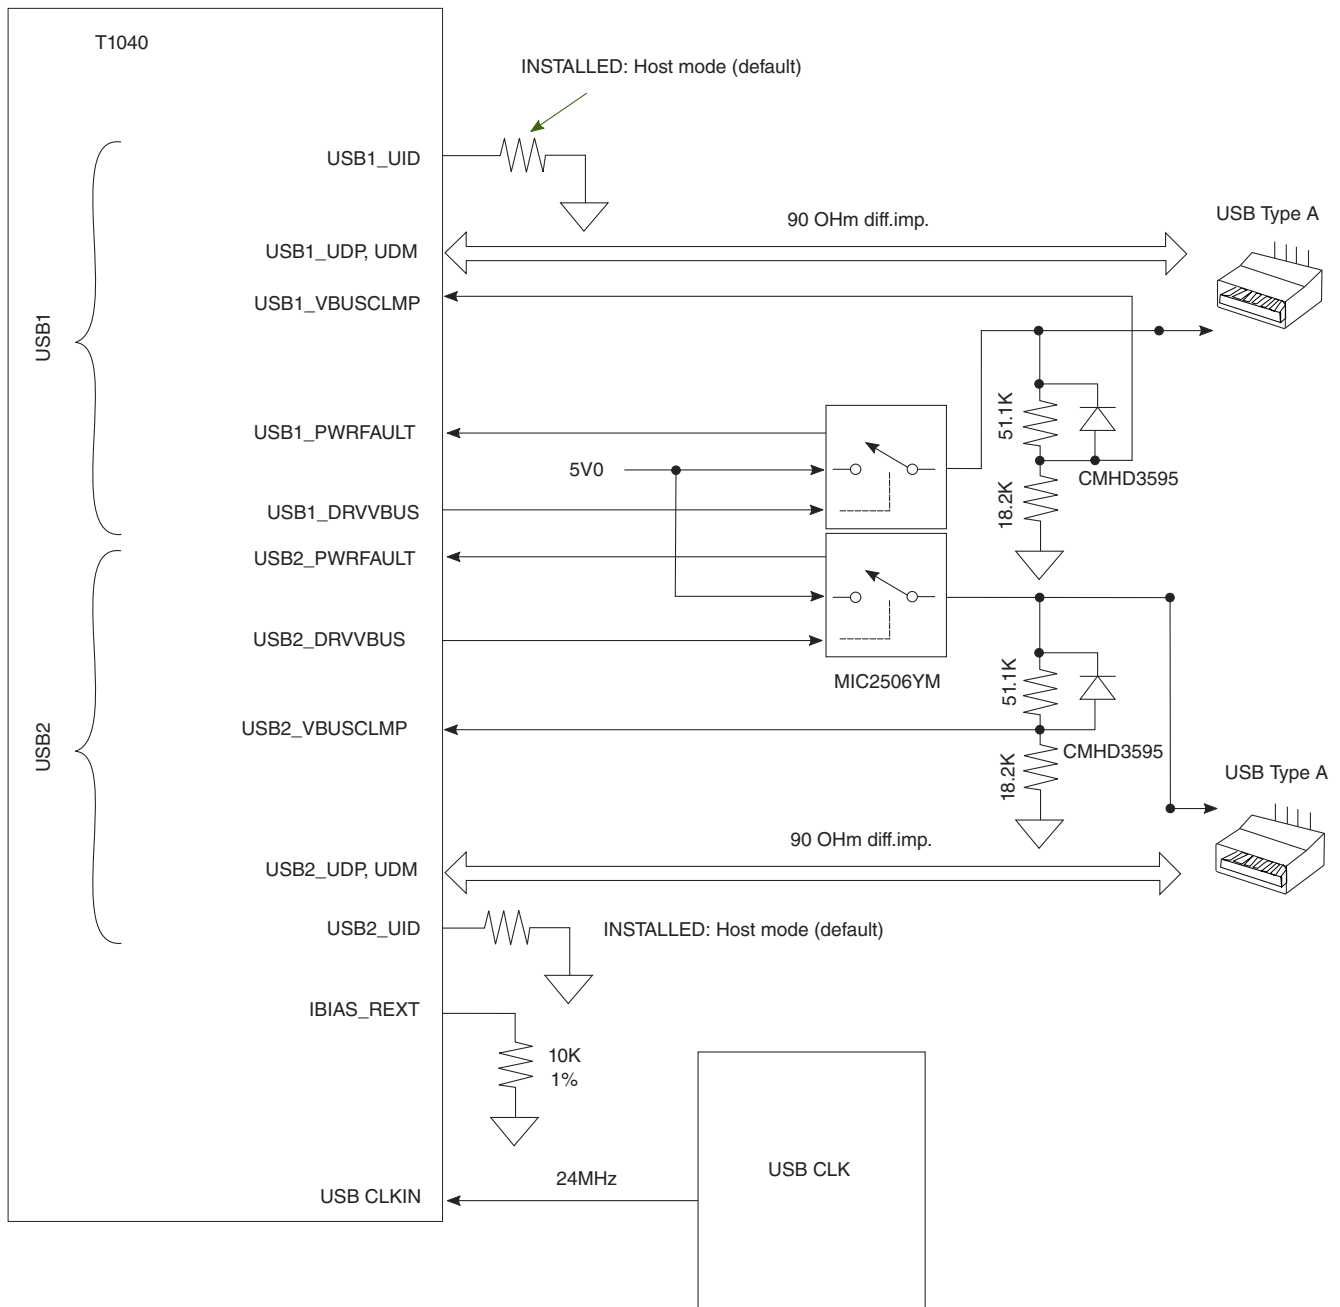 T1040
INSTALLED: Host mode (default)
USB1_UID
90 OHm diff.imp.
USB Type A
USB1_UDP, UDM
USB1_VBUSCLMP
USB1
51.1K
USB1_PWRFAULT
5V0
CMHD3595
18.2K
USB1_DRVVBUS
USB2_PWRFAULT
USB2_DRVVBUS
MIC2506YM
51.1K
USB2_VBUSCLMP
USB2
CMHD3595
18.2K
USB Type A
90 OHm diff.imp.
USB2_UDP, UDM
USB2_UID
INSTALLED: Host mode (default)
IBIAS_REXT
10K
1%
USB CLK
24MHz
USB CLKIN